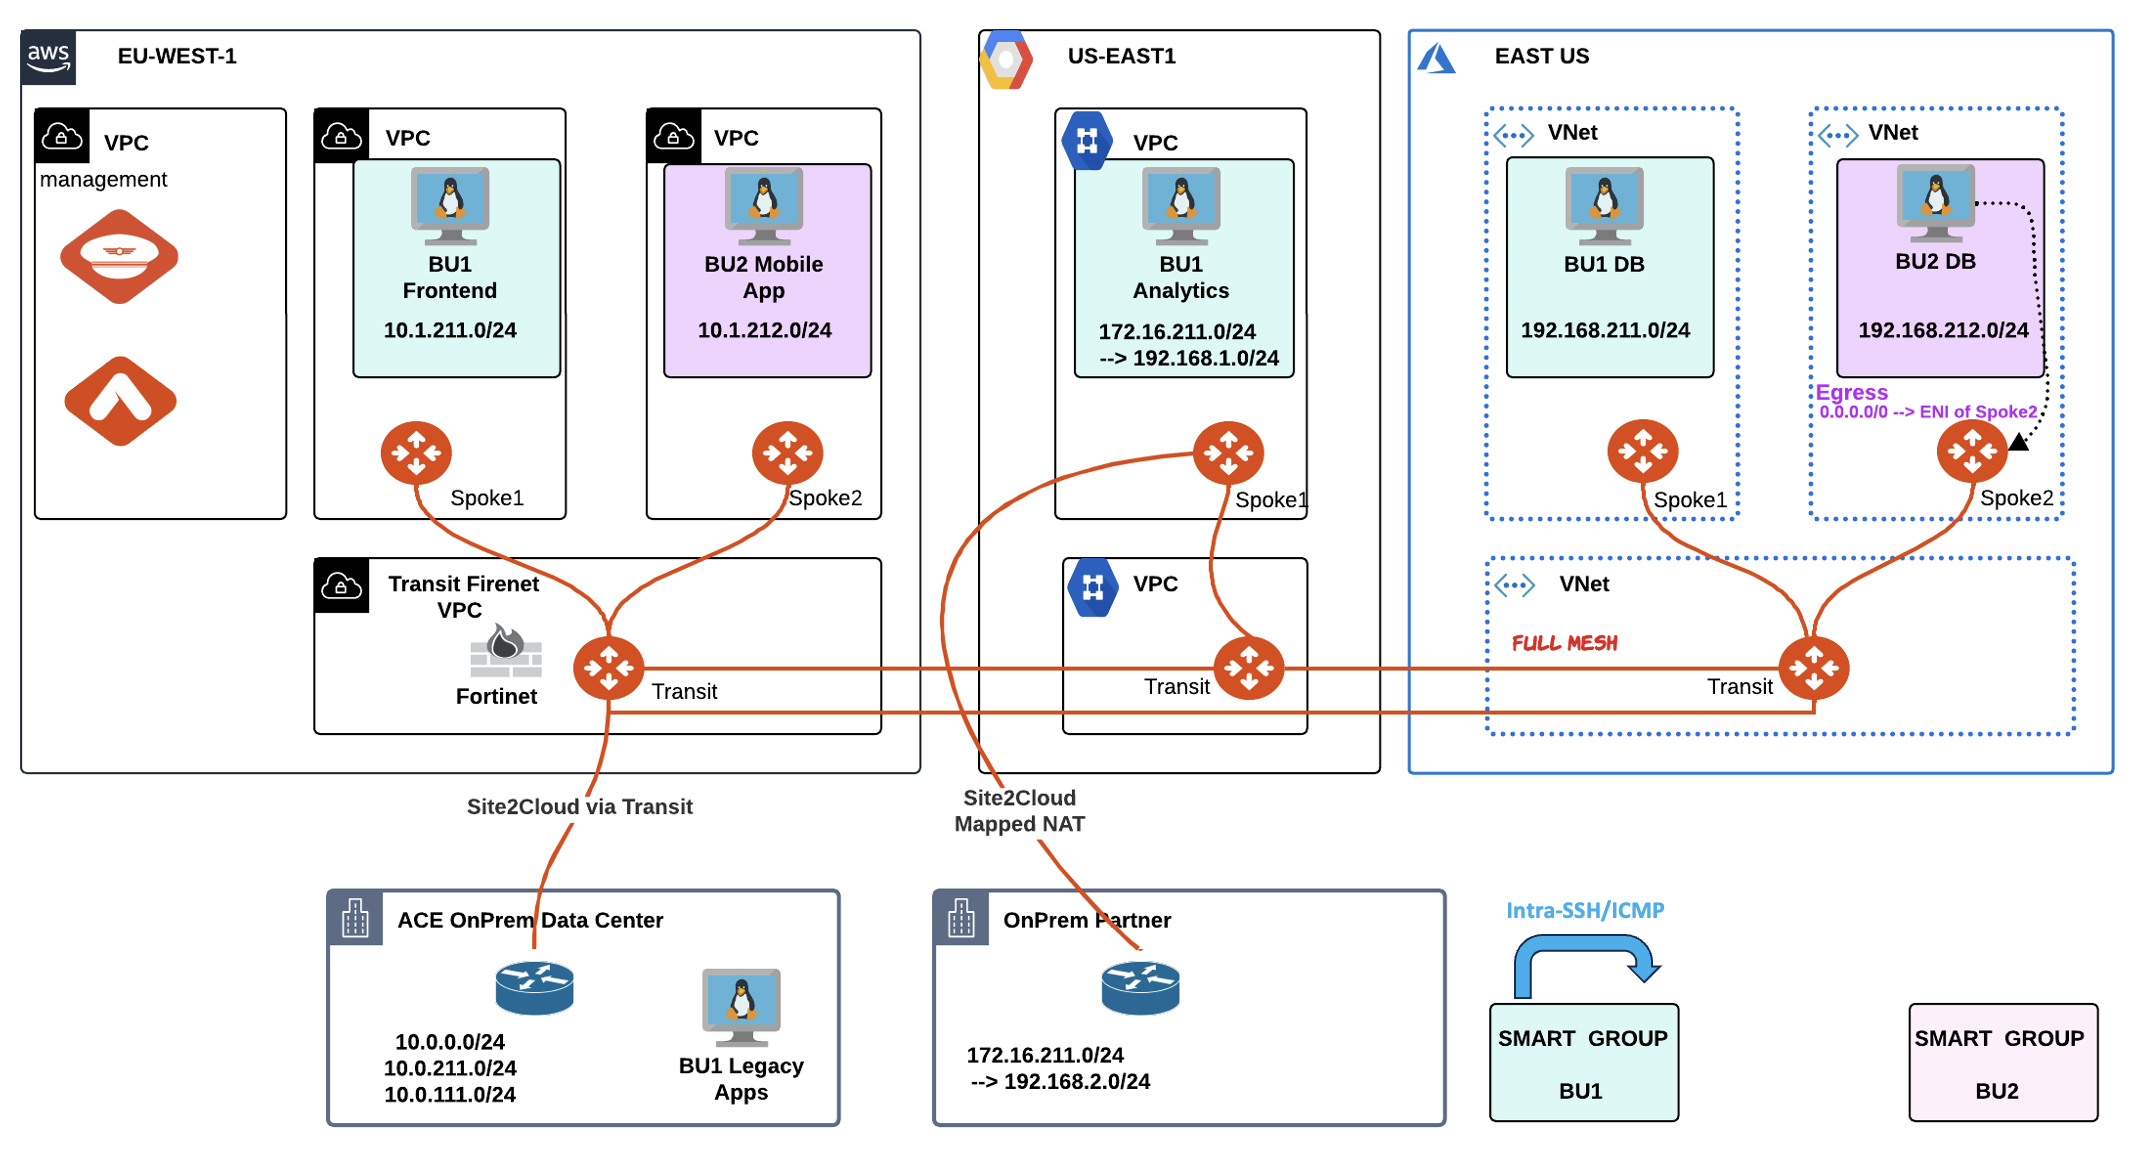 aws
EU-WEST-1
VPC
management
VPC
BU1
Frontend
10.1.211.0/24
Spoke1
VPC
BU2 Mobile
App
10.1.212.0/24
Spoke2
Transit Firenet
VPC
Fortinet
Transit
US-EAST1
VPC
BU1
Analytics
172.16.211.0/24
--> 192.168.1.0/24
Spoke1
VPC
Transit
EAST US
VNet
BU1 DB
192.168.211.0/24
Spoke1
VNet
BU2 DB
192.168.212.0/24
Egress
0.0.0.0/0 --> ENI of Spoke2
Spoke2
VNet
FULL MESH
Transit
Site2Cloud via Transit
Site2Cloud
Mapped NAT
ACE OnPrem Data Center
10.0.0.0/24
10.0.211.0/24
10.0.111.0/24
BU1 Legacy
Apps
OnPrem Partner
172.16.211.0/24
--> 192.168.2.0/24
Intra-SSH/ICMP
SMART GROUP
BU1
SMART GROUP
BU2